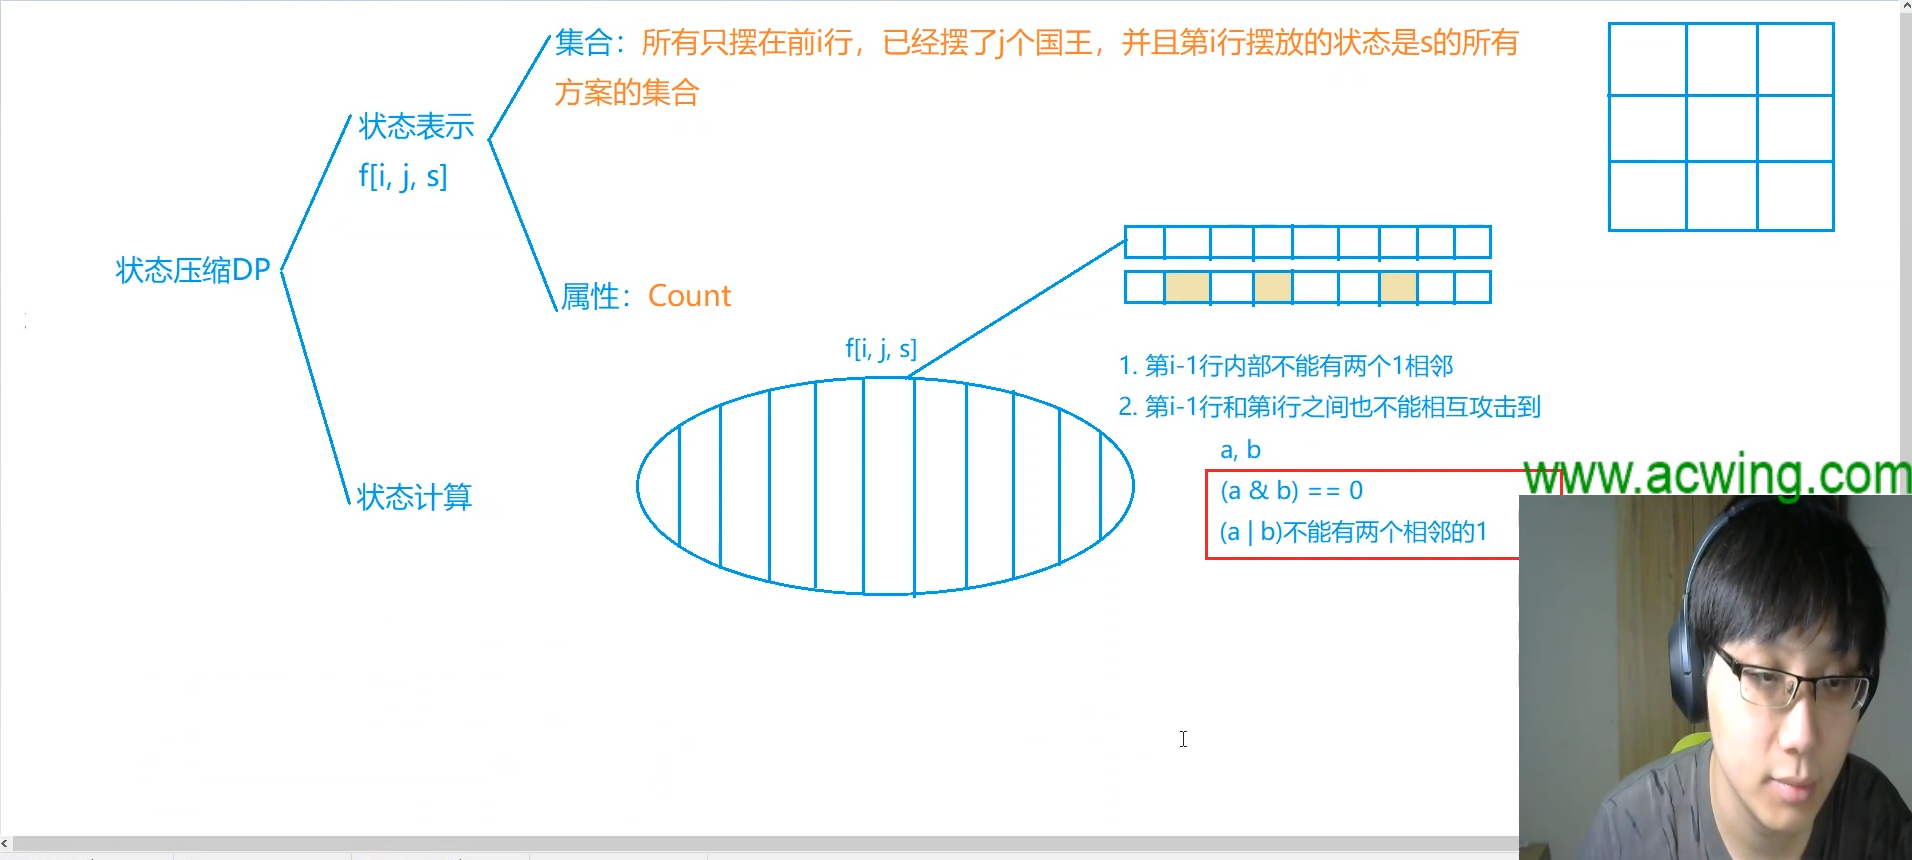 集合：所有只摆在前i行，已经摆了j个国王，并且第i行摆放的状态是s的所有
方案的集合
状态表示
f[i, j, s]
状态压缩DP
属性：Count
f[i, j, s]
1. 第i-1行内部不能有两个1相邻
2. 第i-1行和第i行之间也不能相互攻击到
a, b
(a & b) == 0
(a | b)不能有两个相邻的1
状态计算
www.acwing.com